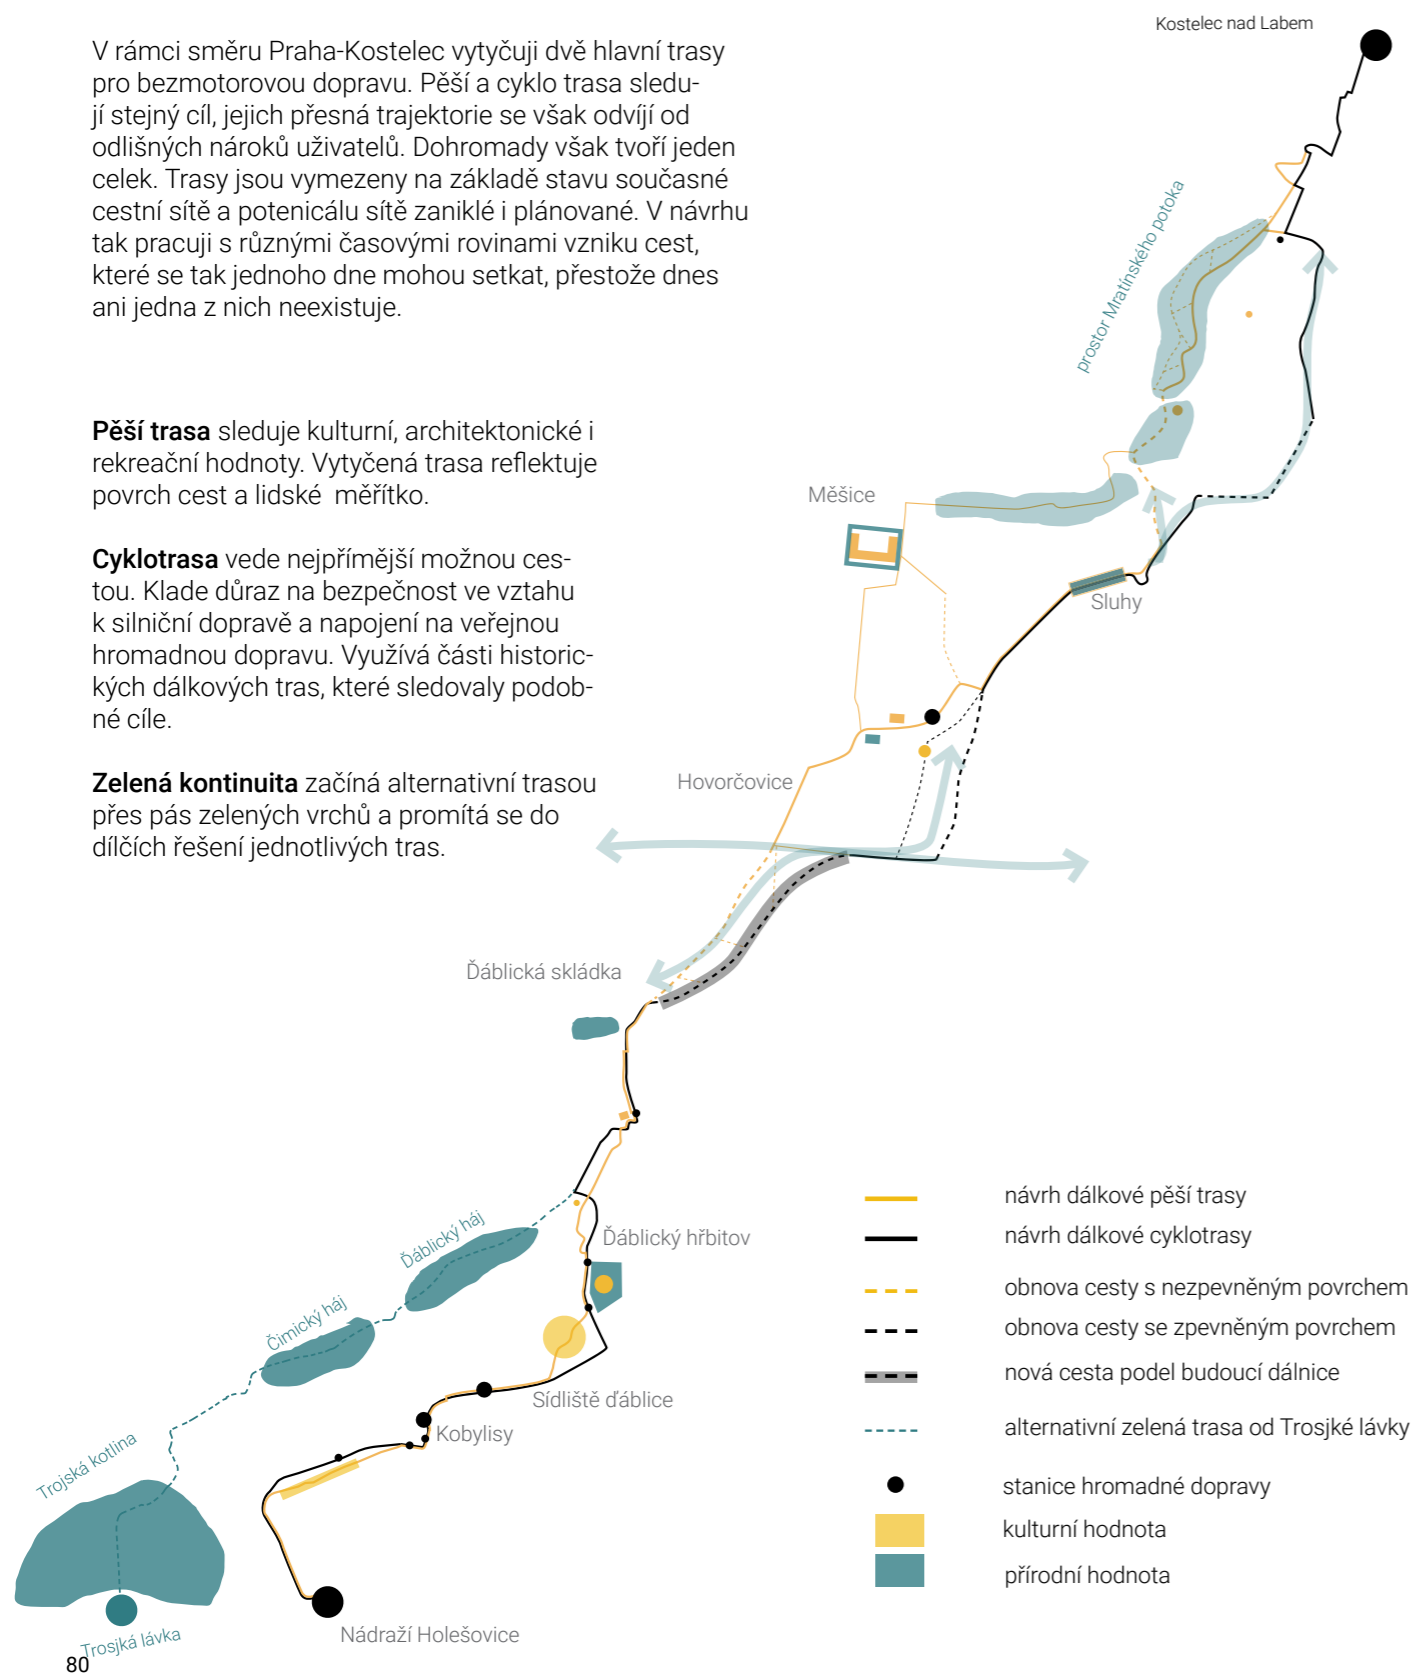 Kostelec nad Labem
V rámci směru Praha-Kostelec vytyčuji dvě hlavní trasy
pro bezmotorovou dopravu. Pěší a cyklo trasa sledu-
jí stejný cíl, jejich přesná trajektorie se však odvíjí od
odlišných nároků uživatelů. Dohromady však tvoří jeden
celek. Trasy jsou vymezeny na základě stavu současné
cestní sítě a potenicálu sítě zaniklé i plánované. V návrhu
tak pracuji s různými časovými rovinami vzniku cest,
které se tak jednoho dne mohou setkat, přestože dnes
ani jedna z nich neexistuje.
prostor Mratínského potoka
Pěší trasa sleduje kulturní, architektonické i
rekreační hodnoty. Vytyčená trasa reflektuje
povrch cest a lidské měřítko.
Měšice
Cyklotrasa vede nejpřímější možnou ces-
tou. Klade důraz na bezpečnost ve vztahu
k silniční dopravě a napojení na veřejnou
hromadnou dopravu. Využívá části historic-
kých dálkových tras, které sledovaly podob-
né cíle.
Sluhy
Zelená kontinuita začíná alternativní trasou
přes pás zelených vrchů a promítá se do
dílčích řešení jednotlivých tras.
Hovorčovice
Ďáblická skládka
Ďáblický háj
Ďáblický hřbitov
Čimický háj
Sídliště ďáblice
Kobylisy
Trojská kotlina
Trosjká lávka
Nádraží Holešovice
návrh dálkové pěší trasy
návrh dálkové cyklotrasy
obnova cesty s nezpevněným povrchem
obnova cesty se zpevněným povrchem
nová cesta podel budoucí dálnice
alternativní zelená trasa od Trosjké lávky
stanice hromadné dopravy
kulturní hodnota
přírodní hodnota
80